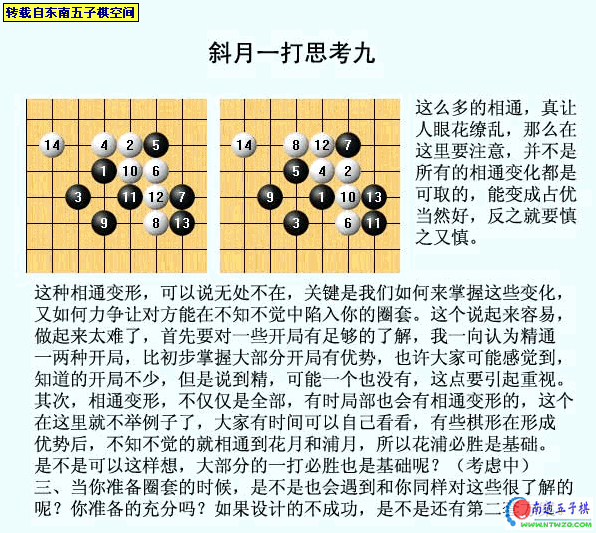 转载自东南五子棋空间
斜月一打思考九
14 4 2 5
1 10 6
3 11 12 7
9 8 13
14 8 12 7
5 4 2
9 1 10 13
3 6 11
这么多的相通，真让
人眼花缭乱，那么在
这里要注意，并不是
所有的相通变化都是
可取的，能变成占优
当然好，反之就要慎
之又慎。
这种相通变形，可以说无处不在，关键是我们如何来掌握这些变化，
又如何力争让对方能在不知不觉中陷入你的圈套。这个说起来容易，
做起来太难了，首先要对一些开局有足够的了解，我一向认为精通
一两种开局，比初步掌握大部分开局有优势，也许大家可能感觉到，
知道的开局不少，但是说到精，可能一个也没有，这点要引起重视。
其次，相通变形，不仅仅是全部，有时局部也会有相通变形的，这个
在这里就不举例子了，大家有时间可以自己看看，有些棋形在形成
优势后，不知不觉的就相通到花月和浦月，所以花浦必胜是基础。
是不是可以这样想，大部分的一打必胜也是基础呢？（考虑中）
三、当你准备圈套的时候，是不是也会遇到和你同样对这些很了解的
呢？你准备的充分吗？如果设计的不成功，是不是还有第二套
南通五子棋
WWW.NTWZQ.COM